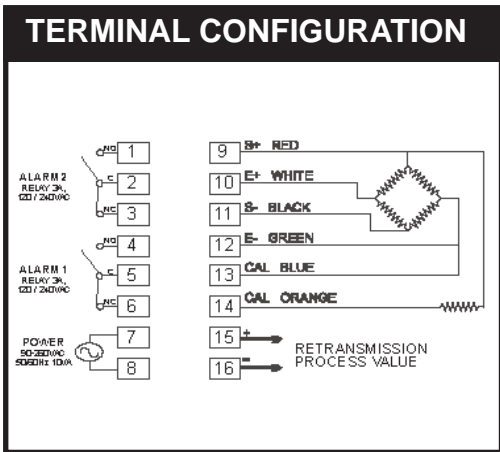 TERMINAL CONFIGURATION
NO 1
ALARM 2
RELAY 3A,
120 / 240VAC
C 2
NC 3
NO 4
ALARM 1
RELAY 3A,
120 / 240VAC
C 5
NC 6
POWER
90-260VAC
50/60Hz 10VA
7
8
9 S+ RED
10 E+ WHITE
11 S- BLACK
12 E- GREEN
13 CAL BLUE
14 CAL ORANGE
15 +
16 -
RETRANSMISSION
PROCESS VALUE